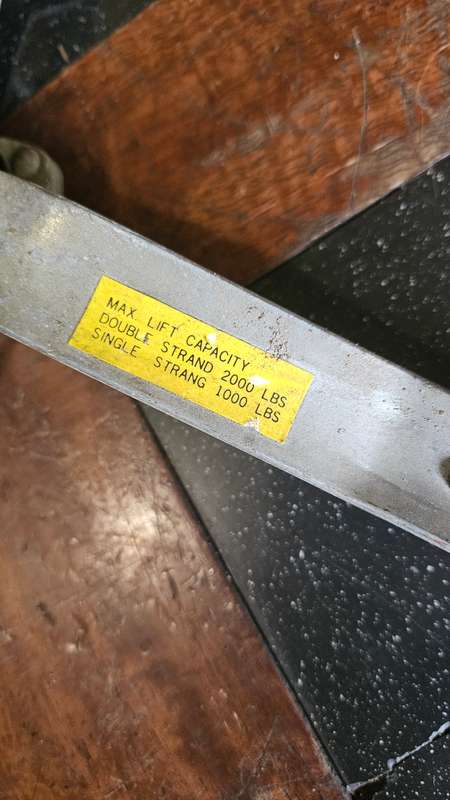 MAX. LIFT CAPACITY
DOUBLE STRAND 2000 LBS
SINGLE STRANG 1000 LBS